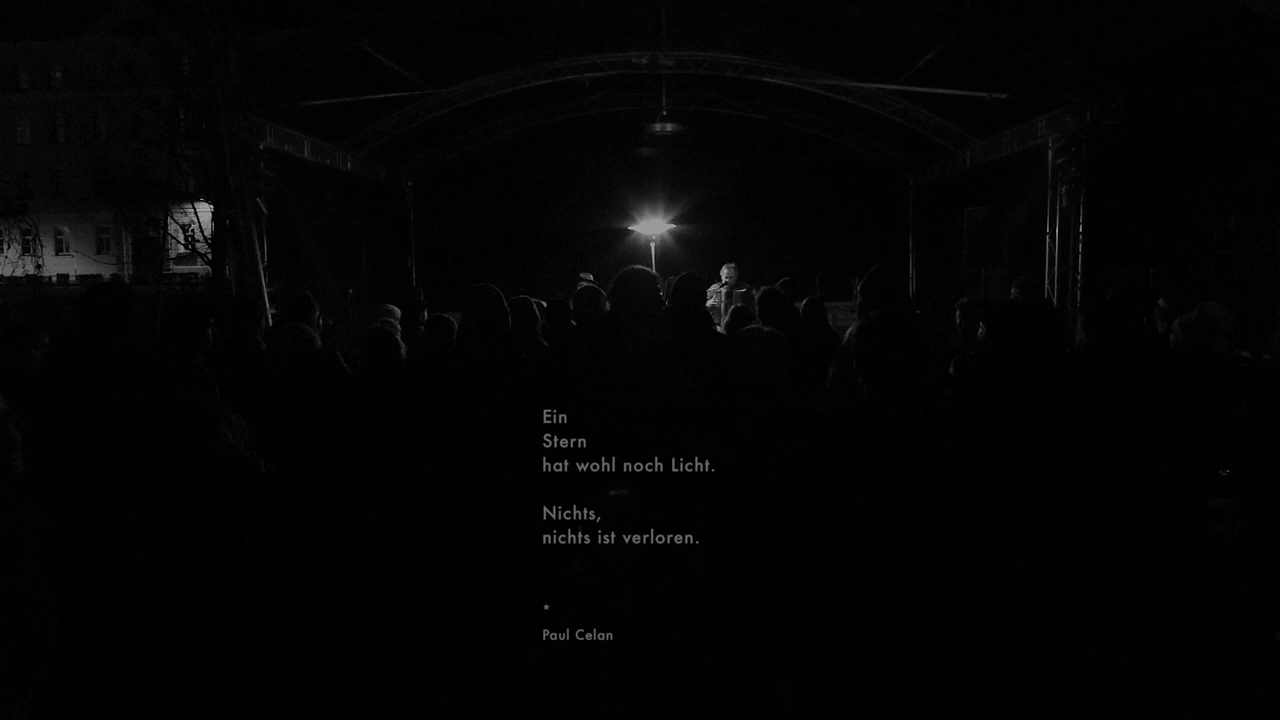 Ein
Stern
hat wohl noch Licht.
Nichts,
nichts ist verloren.
*
Paul Celan